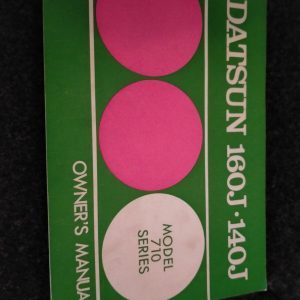 DATSUN 160J·140J
MODEL
710
SERIES
OWNER'S MANUAL